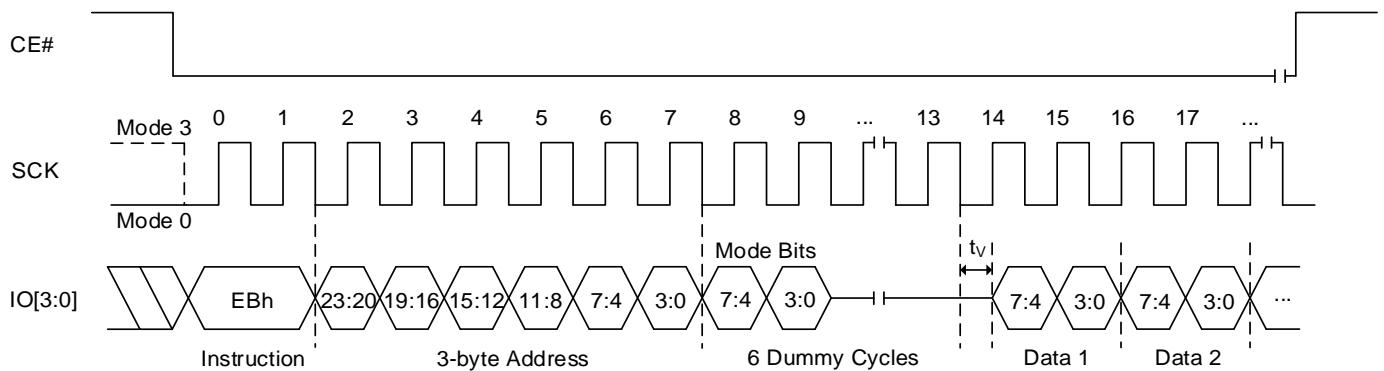 CE#
0 1 2 3 4 5 6 7 8 9 ... 13 14 15 16 17 ...
Mode 3
SCK
Mode 0
Mode Bits
tV
IO[3:0]
EBh 23:20 19:16 15:12 11:8 7:4 3:0 7:4 3:0 7:4 3:0 7:4 3:0 ...
Instruction 3-byte Address 6 Dummy Cycles Data 1 Data 2